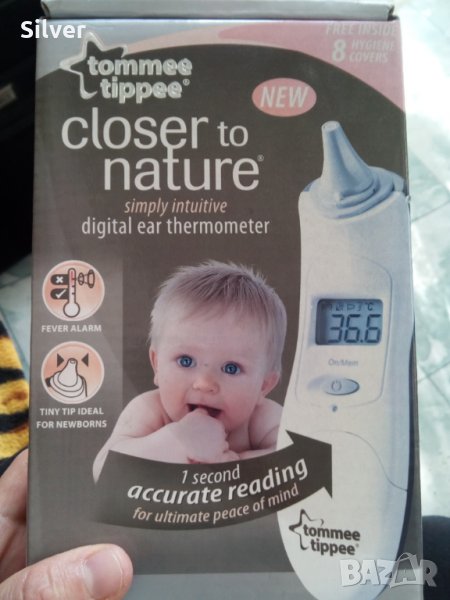 Silver
FREE INSIDE
8 HYGIENE
COVERS
tommee
tippee®
NEW
closer to
nature®
simply intuitive
digital ear thermometer
FEVER ALARM
TINY TIP IDEAL
FOR NEWBORNS
°C
36.6
On/Mem
1 second
accurate reading
for ultimate peace of mind
tommee
tippee®
BAZAR